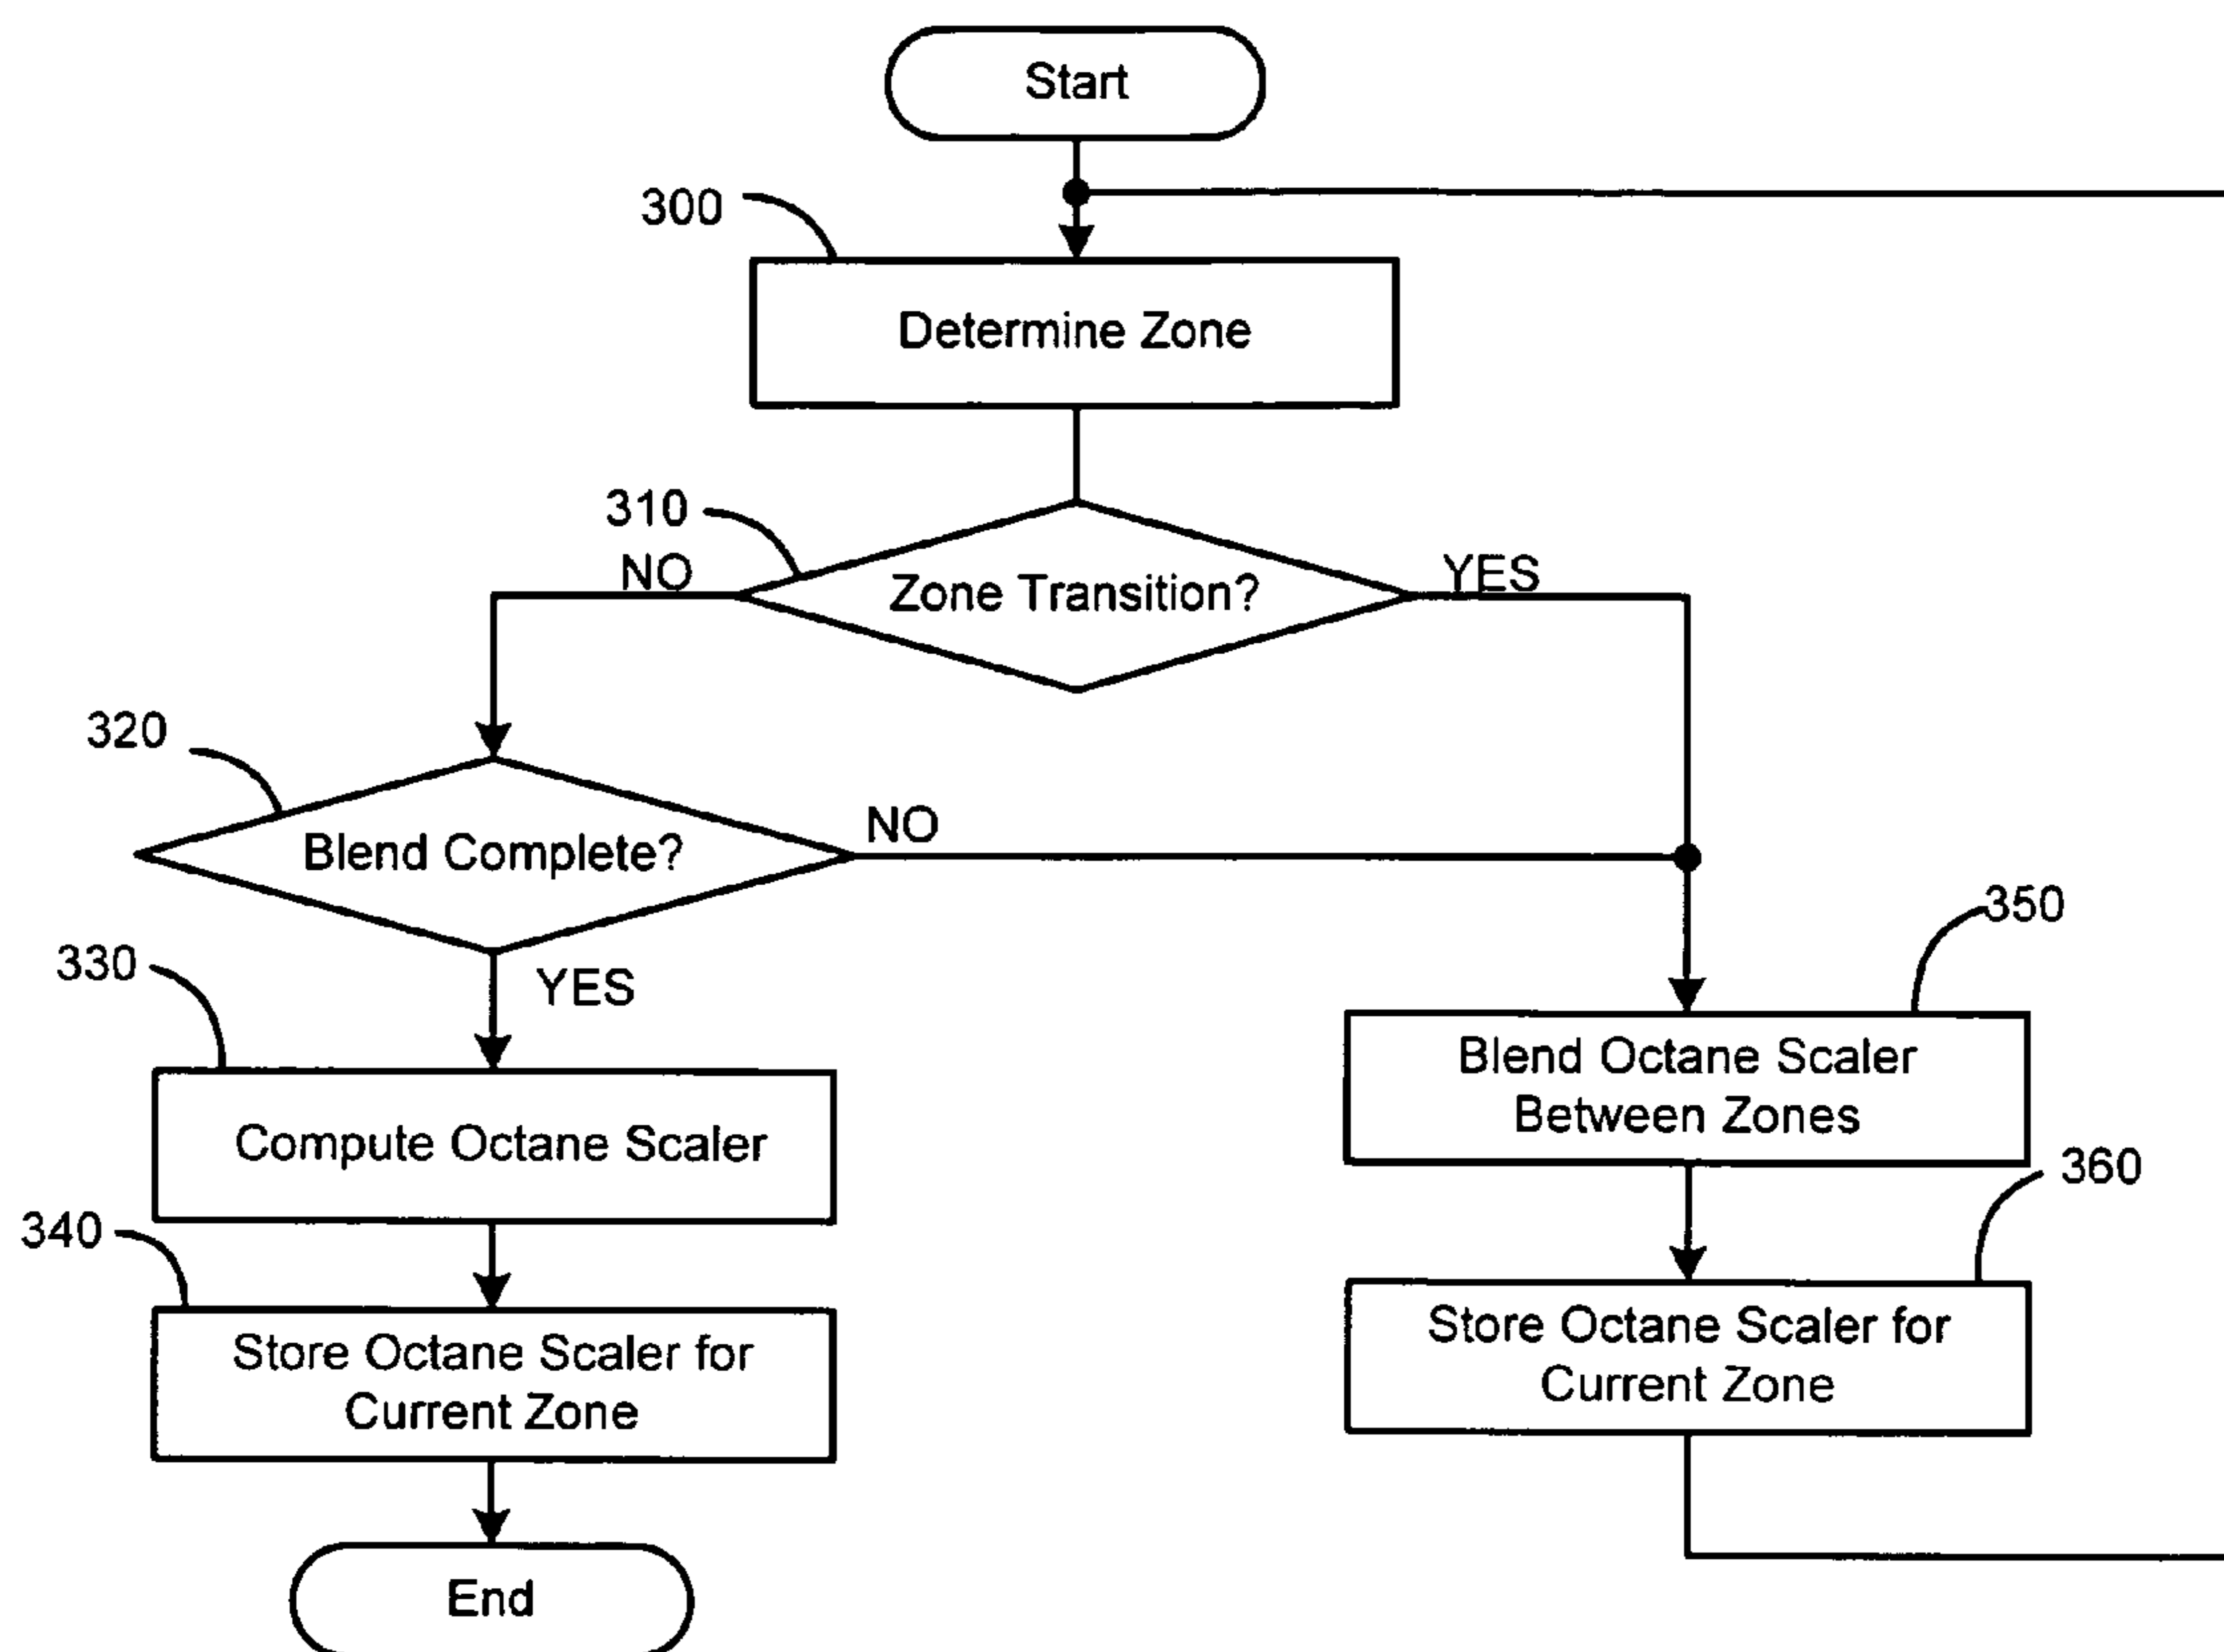 Start
300
Determine Zone
310
NO
Zone Transition?
YES
320
Blend Complete?
NO
350
330
YES
Blend Octane Scaler
Between Zones
Compute Octane Scaler
360
340
Store Octane Scaler for
Current Zone
Store Octane Scaler for
Current Zone
End